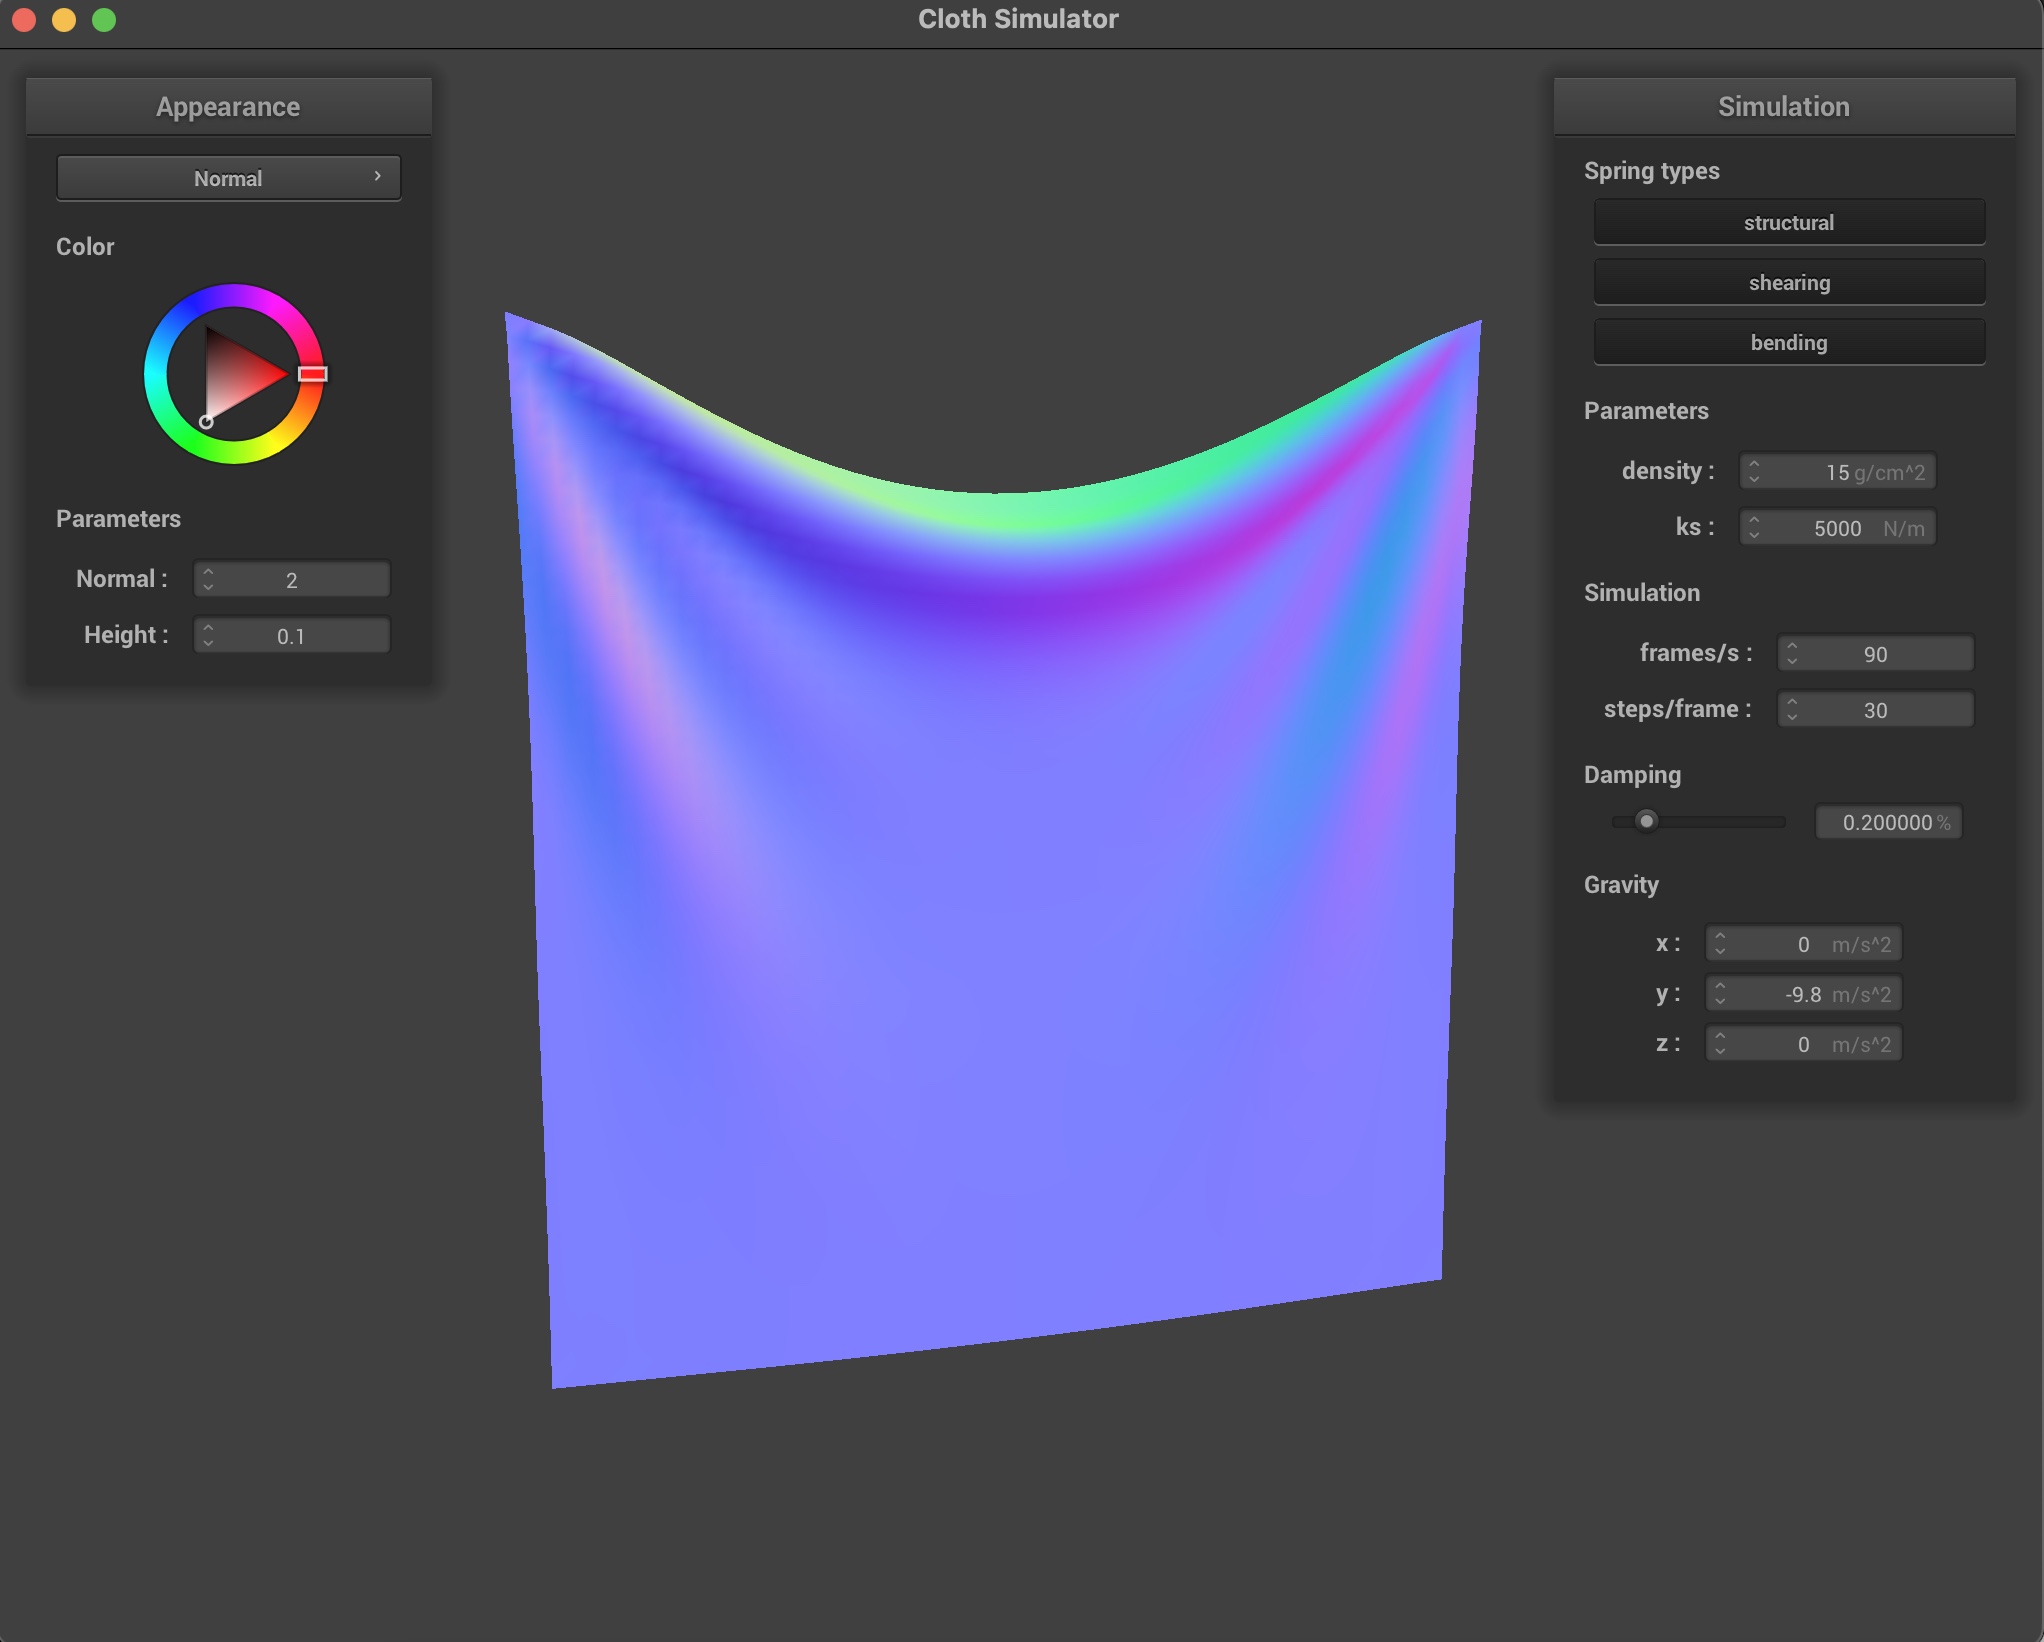 Cloth Simulator
Appearance
Normal
Color
Parameters
Normal : 2
Height : 0.1
Simulation
Spring types
structural
shearing
bending
Parameters
density : 15 g/cm^2
ks : 5000 N/m
Simulation
frames/s : 90
steps/frame : 30
Damping
0.200000 %
Gravity
x : 0 m/s^2
y : -9.8 m/s^2
z : 0 m/s^2